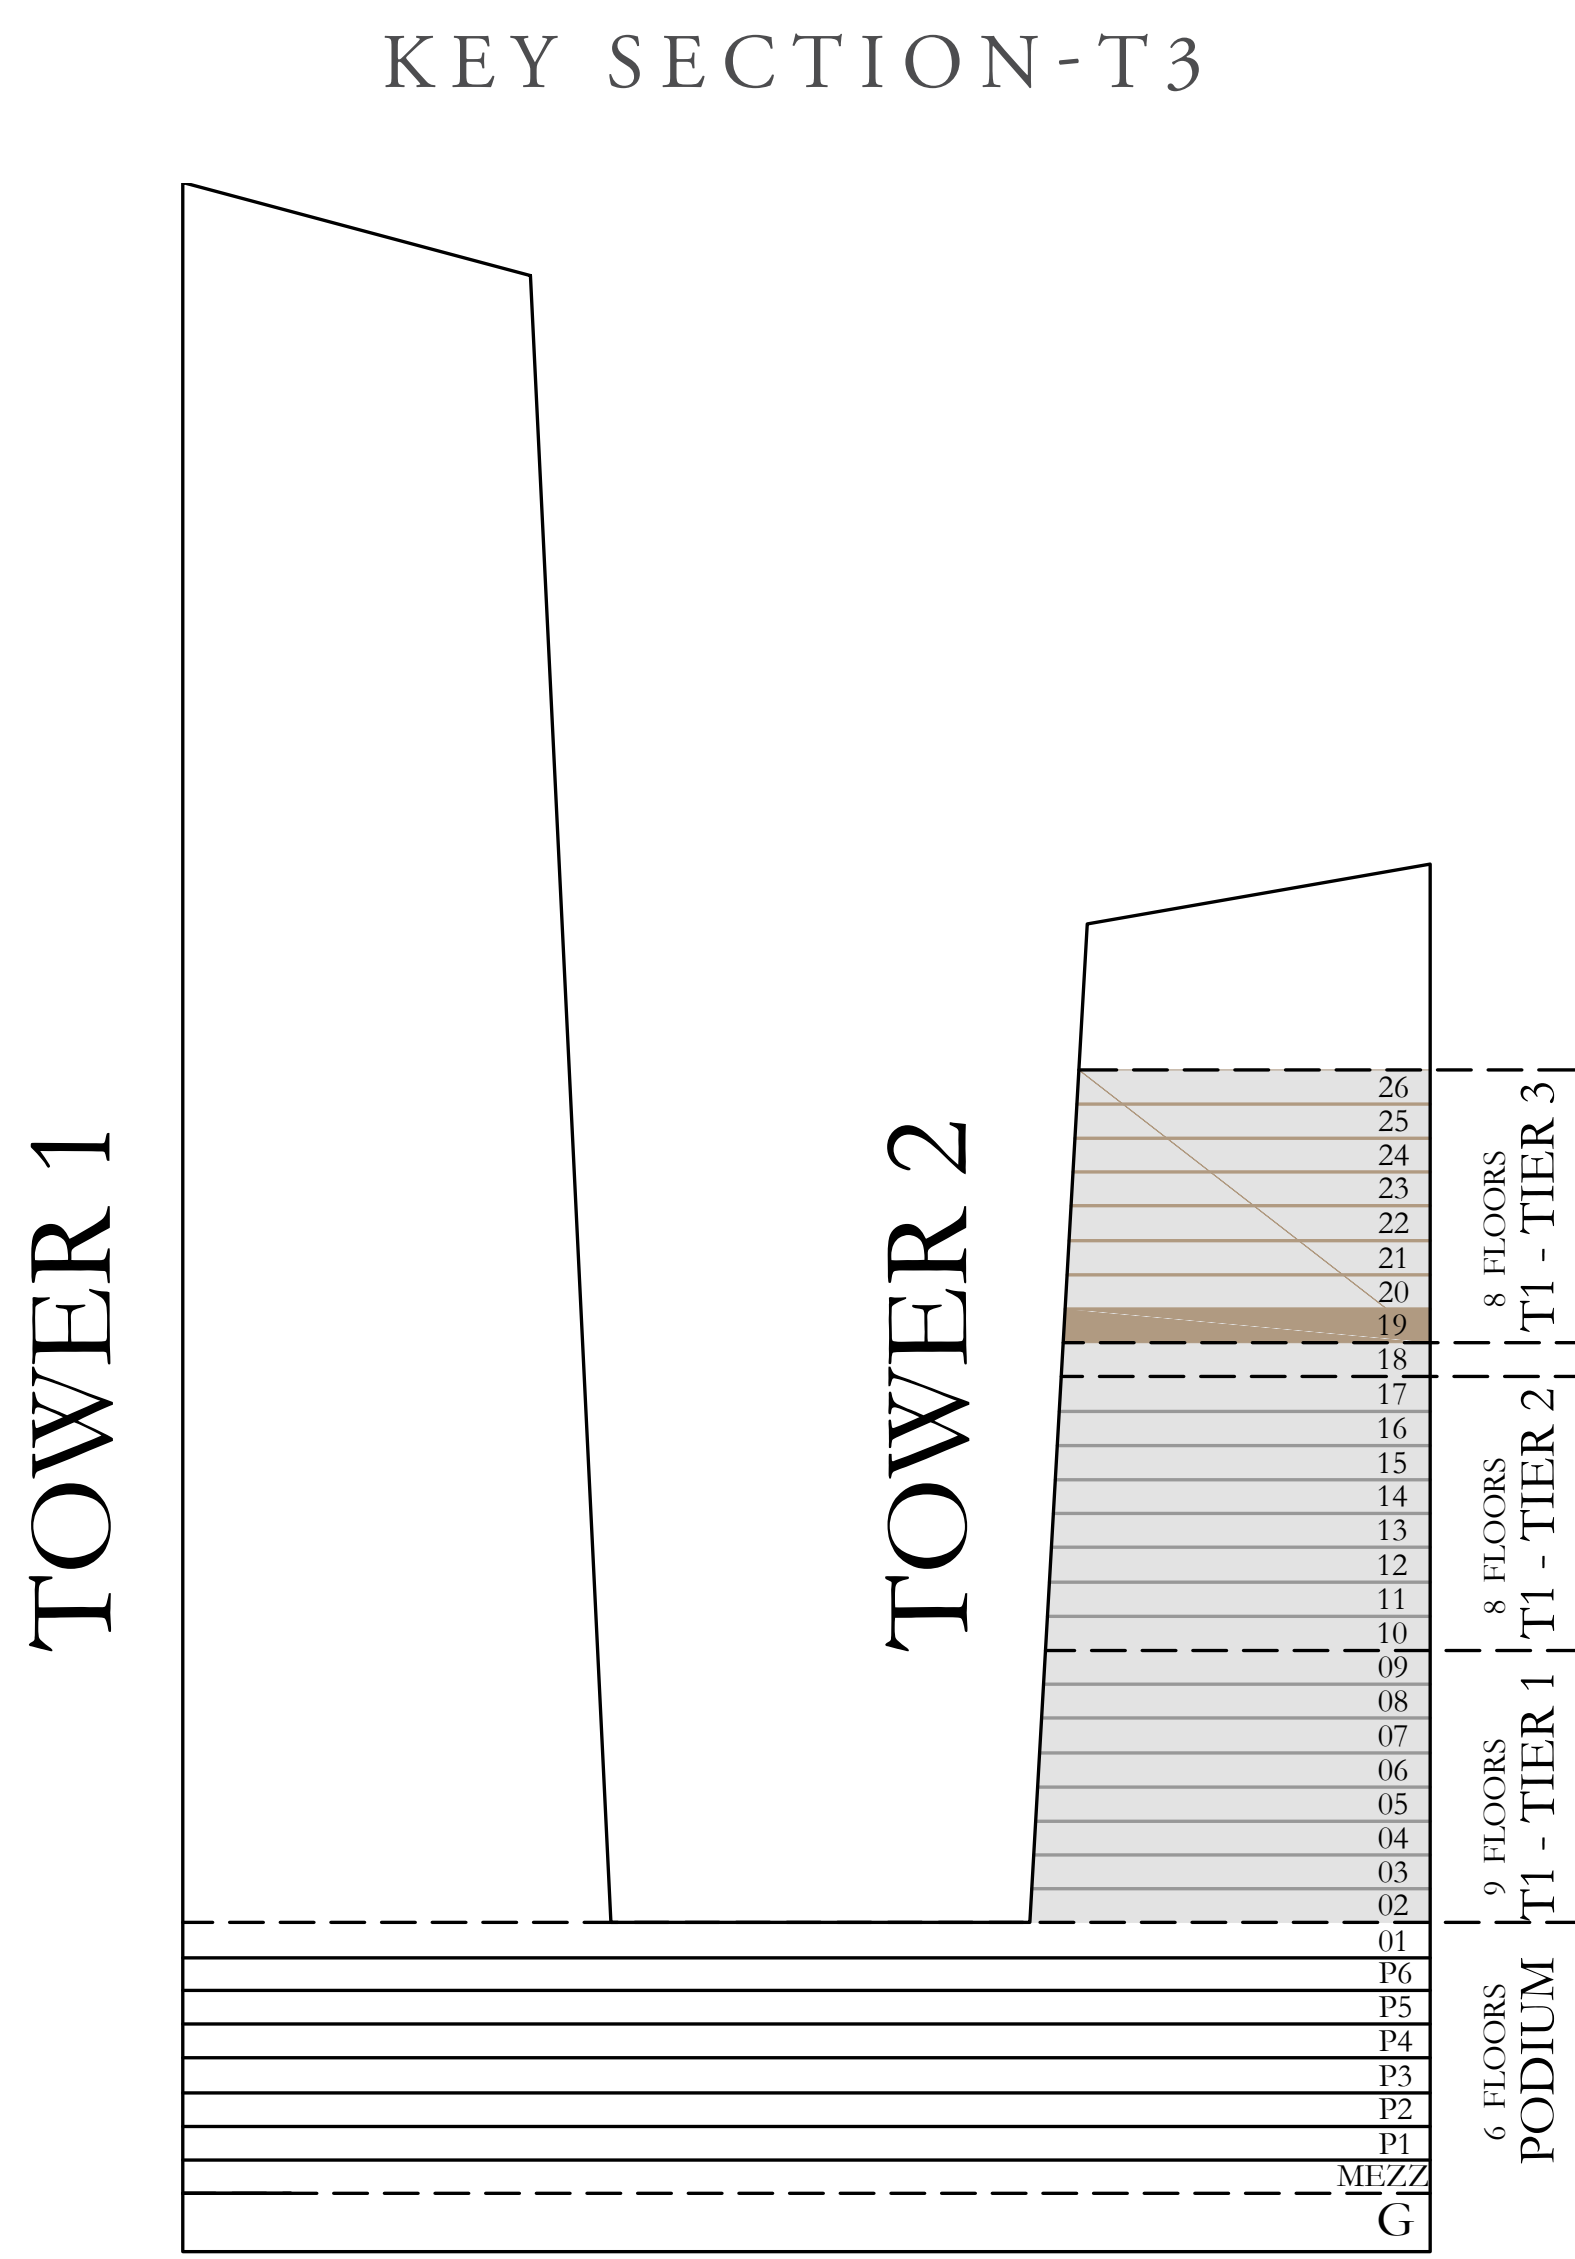 KEY SECTION-T3
TOWER 1
TOWER 2
26
25
24
23
22
21
20
19
18
17
16
15
14
13
12
11
10
09
08
07
06
05
04
03
02
01
P6
P5
P4
P3
P2
P1
MEZZ
G
8 FLOORS
T1 - TIER 3
8 FLOORS
T1 - TIER 2
9 FLOORS
T1 - TIER 1
6 FLOORS
PODIUM